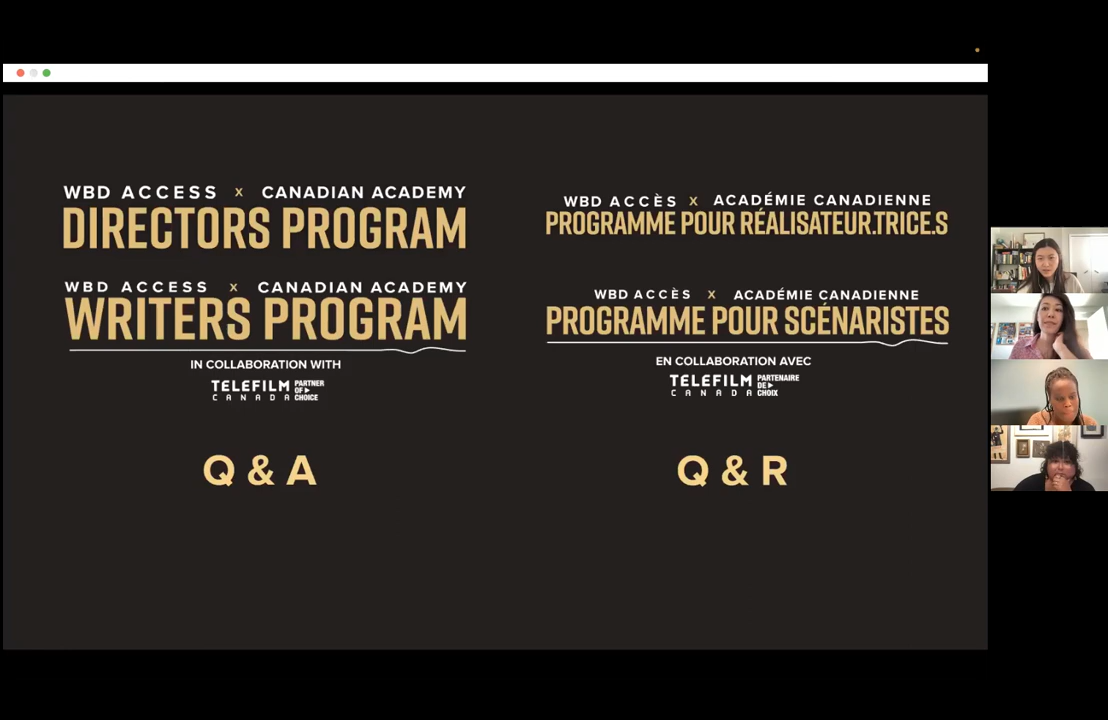 WBD ACCESS x CANADIAN ACADEMY
DIRECTORS PROGRAM
WBD ACCESS x CANADIAN ACADEMY
WRITERS PROGRAM
IN COLLABORATION WITH
TELEFILM
CANADA
PARTNER
OF
CHOICE
Q & A
WBD ACCÈS x ACADÉMIE CANADIENNE
PROGRAMME POUR RÉALISATEUR.TRICE.S
WBD ACCÈS x ACADÉMIE CANADIENNE
PROGRAMME POUR SCÉNARISTES
EN COLLABORATION AVEC
TELEFILM
CANADA
PARTENAIRE
DE
CHOIX
Q & R